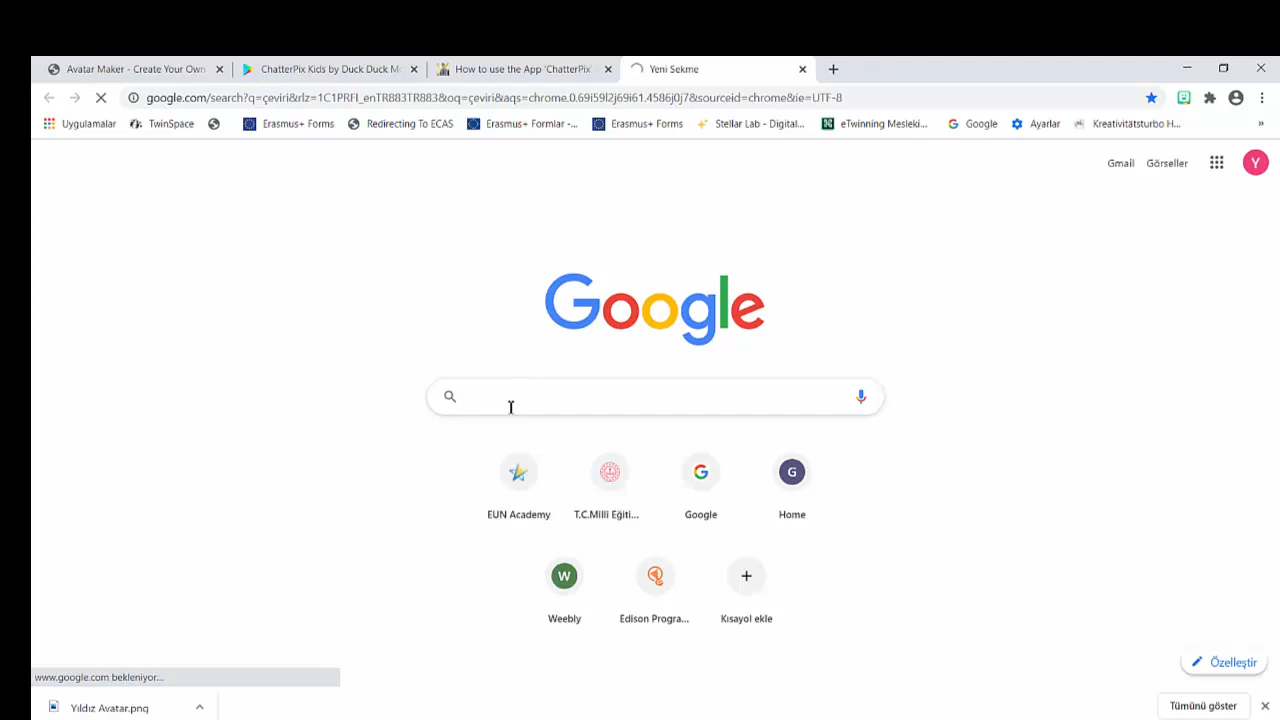 Avatar Maker - Create Your Own
ChatterPix Kids by Duck Duck Mo
How to use the App 'ChatterPix'
Yeni Sekme
google.com/search?q=çeviri&rlz=1C1PRFI_enTR883TR883&oq=çeviri&aqs=chrome.0.69i59l2j69i61.4586j0j7&sourceid=chrome&ie=UTF-8
Uygulamalar TwinSpace Erasmus+ Forms Redirecting To ECAS Erasmus+ Formlar -... Erasmus+ Forms Stellar Lab - Digital... eTwinning Mesleki... Google Ayarlar Kreativitätsturbo H... »
Gmail Görseller Y
Google
EUN Academy T.C.Millî Eğiti... Google G Home
W Weebly Edison Progra... Kısayol ekle
Özelleştir
www.google.com bekleniyor...
Yıldız Avatar.png Tümünü göster